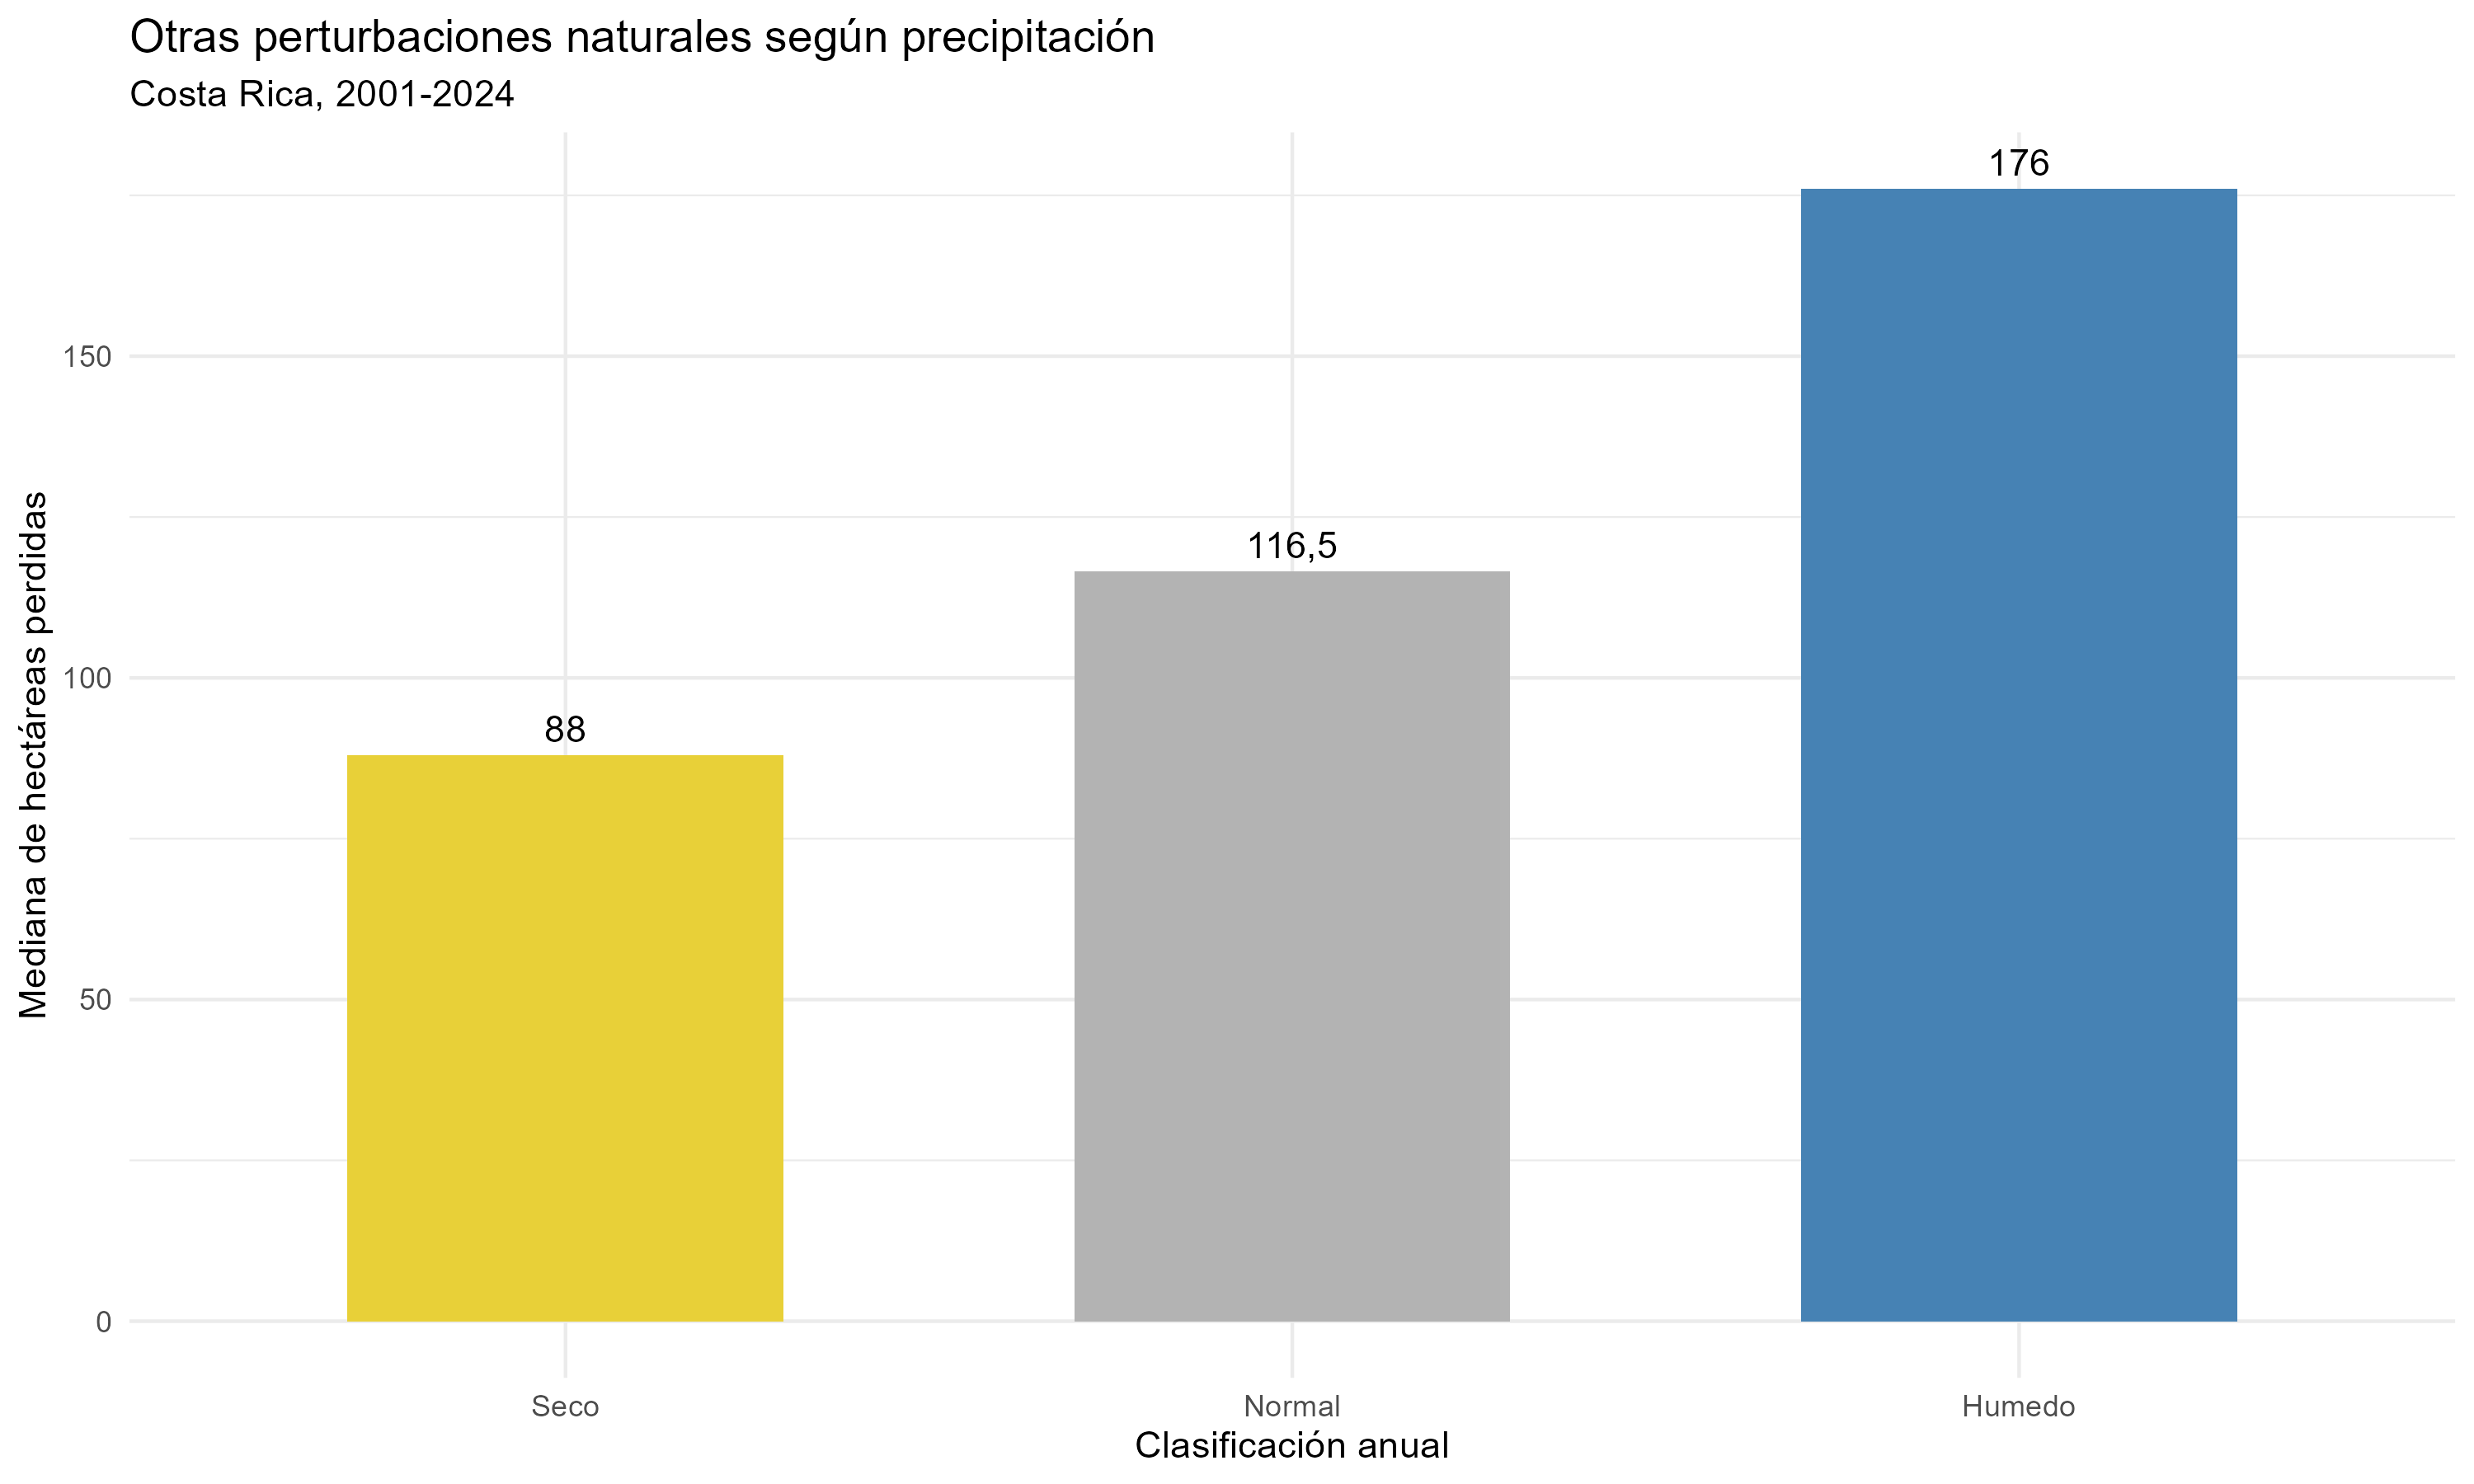 Otras perturbaciones naturales según precipitación
Costa Rica, 2001-2024
Mediana de hectáreas perdidas
150
100
50
0
88
116,5
176
Seco
Normal
Humedo
Clasificación anual